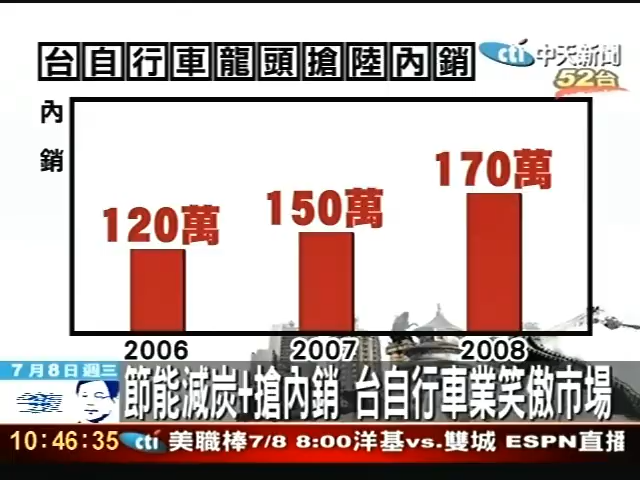 台自行車龍頭搶陸內銷
cti 中天新聞
52台
內銷
120萬
150萬
170萬
2006
2007
2008
7月8日週三
節能減炭+搶內銷 台自行車業笑傲市場
10:46:35
cti 美職棒7/8 8:00洋基vs.雙城 ESPN直播